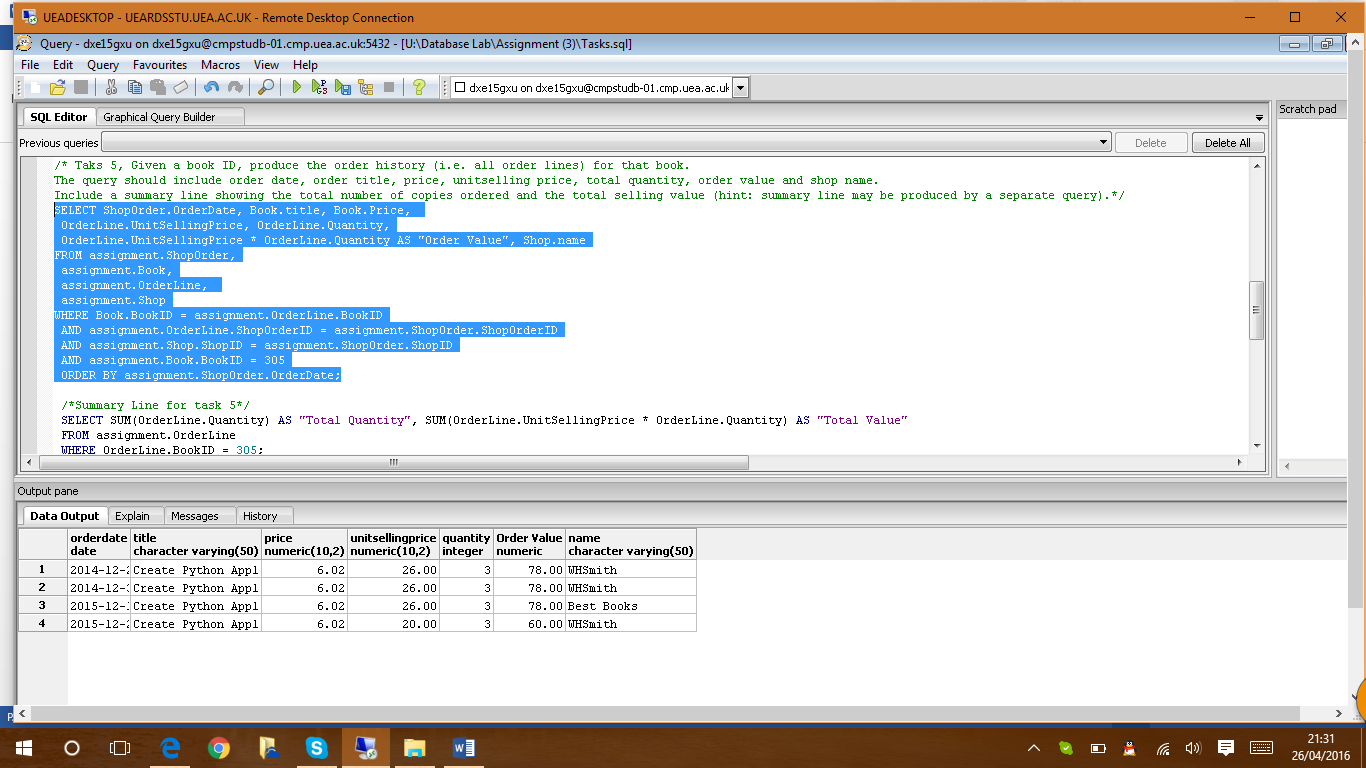 UEADESKTOP - UEARDSSTU.UEA.AC.UK - Remote Desktop Connection
Query - dxe15gxu on dxe15gxu@cmpstudb-01.cmp.uea.ac.uk:5432 - [U:\Database Lab\Assignment (3)\Tasks.sql]
File Edit Query Favourites Macros View Help
dxe15gxu on dxe15gxu@cmpstudb-01.cmp.uea.ac.uk
SQL Editor Graphical Query Builder
Scratch pad
Previous queries Delete Delete All
/* Taks 5, Given a book ID, produce the order history (i.e. all order lines) for that book.
The query should include order date, order title, price, unitselling price, total quantity, order value and shop name.
Include a summary line showing the total number of copies ordered and the total selling value (hint: summary line may be produced by a separate query).*/
SELECT ShopOrder.OrderDate, Book.title, Book.Price,
OrderLine.UnitSellingPrice, OrderLine.Quantity,
OrderLine.UnitSellingPrice * OrderLine.Quantity AS "Order Value", Shop.name
FROM assignment.ShopOrder,
assignment.Book,
assignment.OrderLine,
assignment.Shop
WHERE Book.BookID = assignment.OrderLine.BookID
AND assignment.OrderLine.ShopOrderID = assignment.ShopOrder.ShopOrderID
AND assignment.Shop.ShopID = assignment.ShopOrder.ShopID
AND assignment.Book.BookID = 305
ORDER BY assignment.ShopOrder.OrderDate;
/*Summary Line for task 5*/
SELECT SUM(OrderLine.Quantity) AS "Total Quantity", SUM(OrderLine.UnitSellingPrice * OrderLine.Quantity) AS "Total Value"
FROM assignment.OrderLine
WHERE OrderLine.BookID = 305;
Output pane
Data Output Explain Messages History
orderdate title price unitsellingprice quantity Order Value name
date character varying(50) numeric(10,2) numeric(10,2) integer numeric character varying(50)
1 2014-12-2 Create Python Appl 6.02 26.00 3 78.00 WHSmith
2 2014-12-3 Create Python Appl 6.02 26.00 3 78.00 WHSmith
3 2015-12- Create Python Appl 6.02 26.00 3 78.00 Best Books
4 2015-12-2 Create Python Appl 6.02 20.00 3 60.00 WHSmith
21:31
26/04/2016